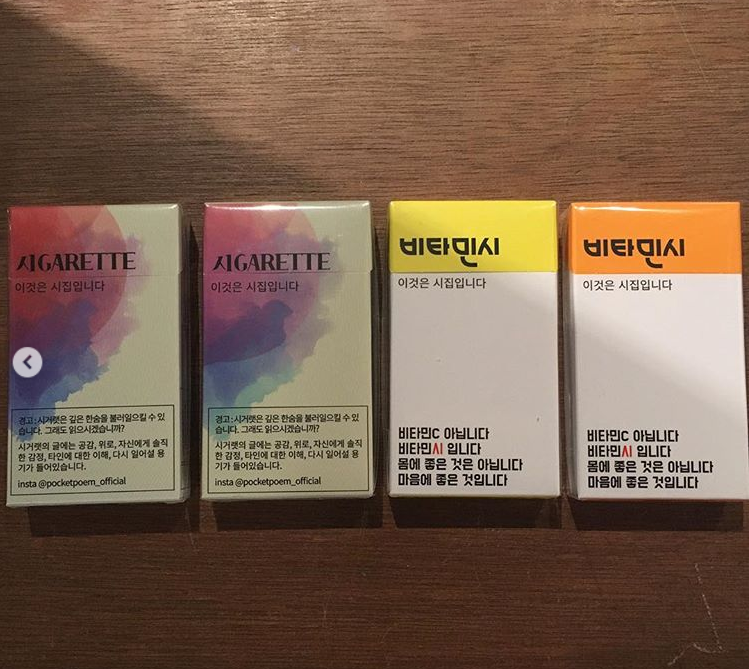 시GARETTE
이것은 시집입니다
경고 : 시거렛은 깊은 한숨을 불러일으킬 수 있
습니다. 그래도 읽으시겠습니까?
시거렛의 글에는 공감, 위로, 자신에게 솔직
한 감정, 타인에 대한 이해, 다시 일어설 용
기가 들어있습니다.
insta @pocketpoem_official
시GARETTE
이것은 시집입니다
경고 : 시거렛은 깊은 한숨을 불러일으킬 수 있
습니다. 그래도 읽으시겠습니까?
시거렛의 글에는 공감, 위로, 자신에게 솔직
한 감정, 타인에 대한 이해, 다시 일어설 용
기가 들어있습니다.
insta @pocketpoem_official
비타민시
이것은 시집입니다
비타민C 아닙니다
비타민시 입니다
몸에 좋은 것은 아닙니다
마음에 좋은 것입니다
비타민시
이것은 시집입니다
비타민C 아닙니다
비타민시 입니다
몸에 좋은 것은 아닙니다
마음에 좋은 것입니다